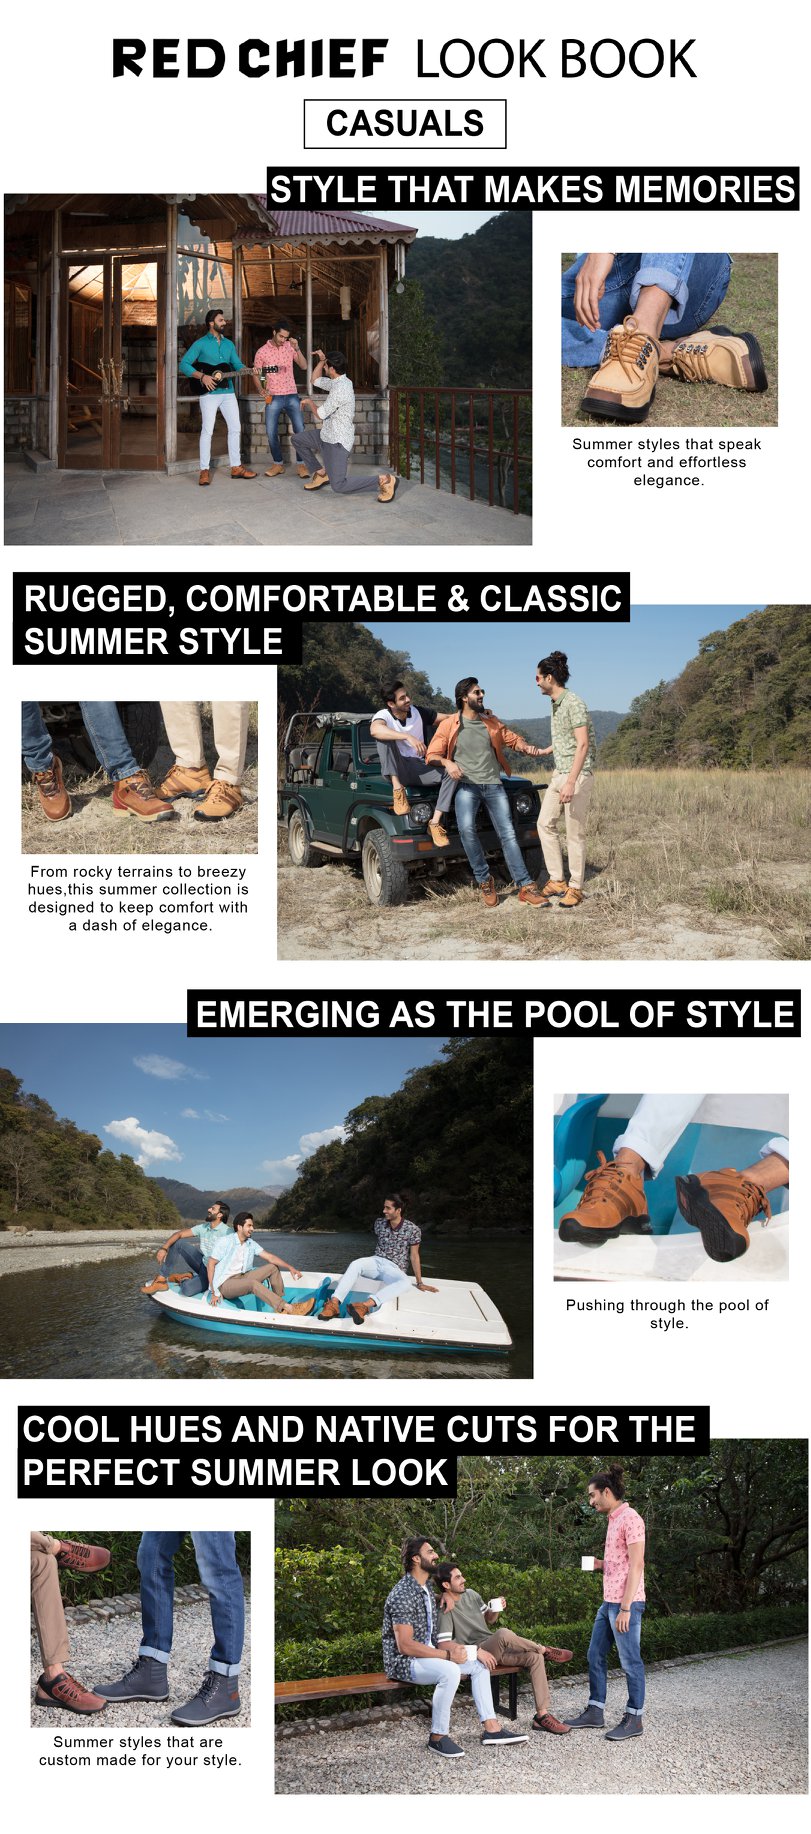 RED CHIEF LOOK BOOK
CASUALS
STYLE THAT MAKES MEMORIES
Summer styles that speak
comfort and effortless
elegance.
RUGGED, COMFORTABLE & CLASSIC
SUMMER STYLE
From rocky terrains to breezy
hues,this summer collection is
designed to keep comfort with
a dash of elegance.
EMERGING AS THE POOL OF STYLE
Pushing through the pool of
style.
COOL HUES AND NATIVE CUTS FOR THE
PERFECT SUMMER LOOK
Summer styles that are
custom made for your style.